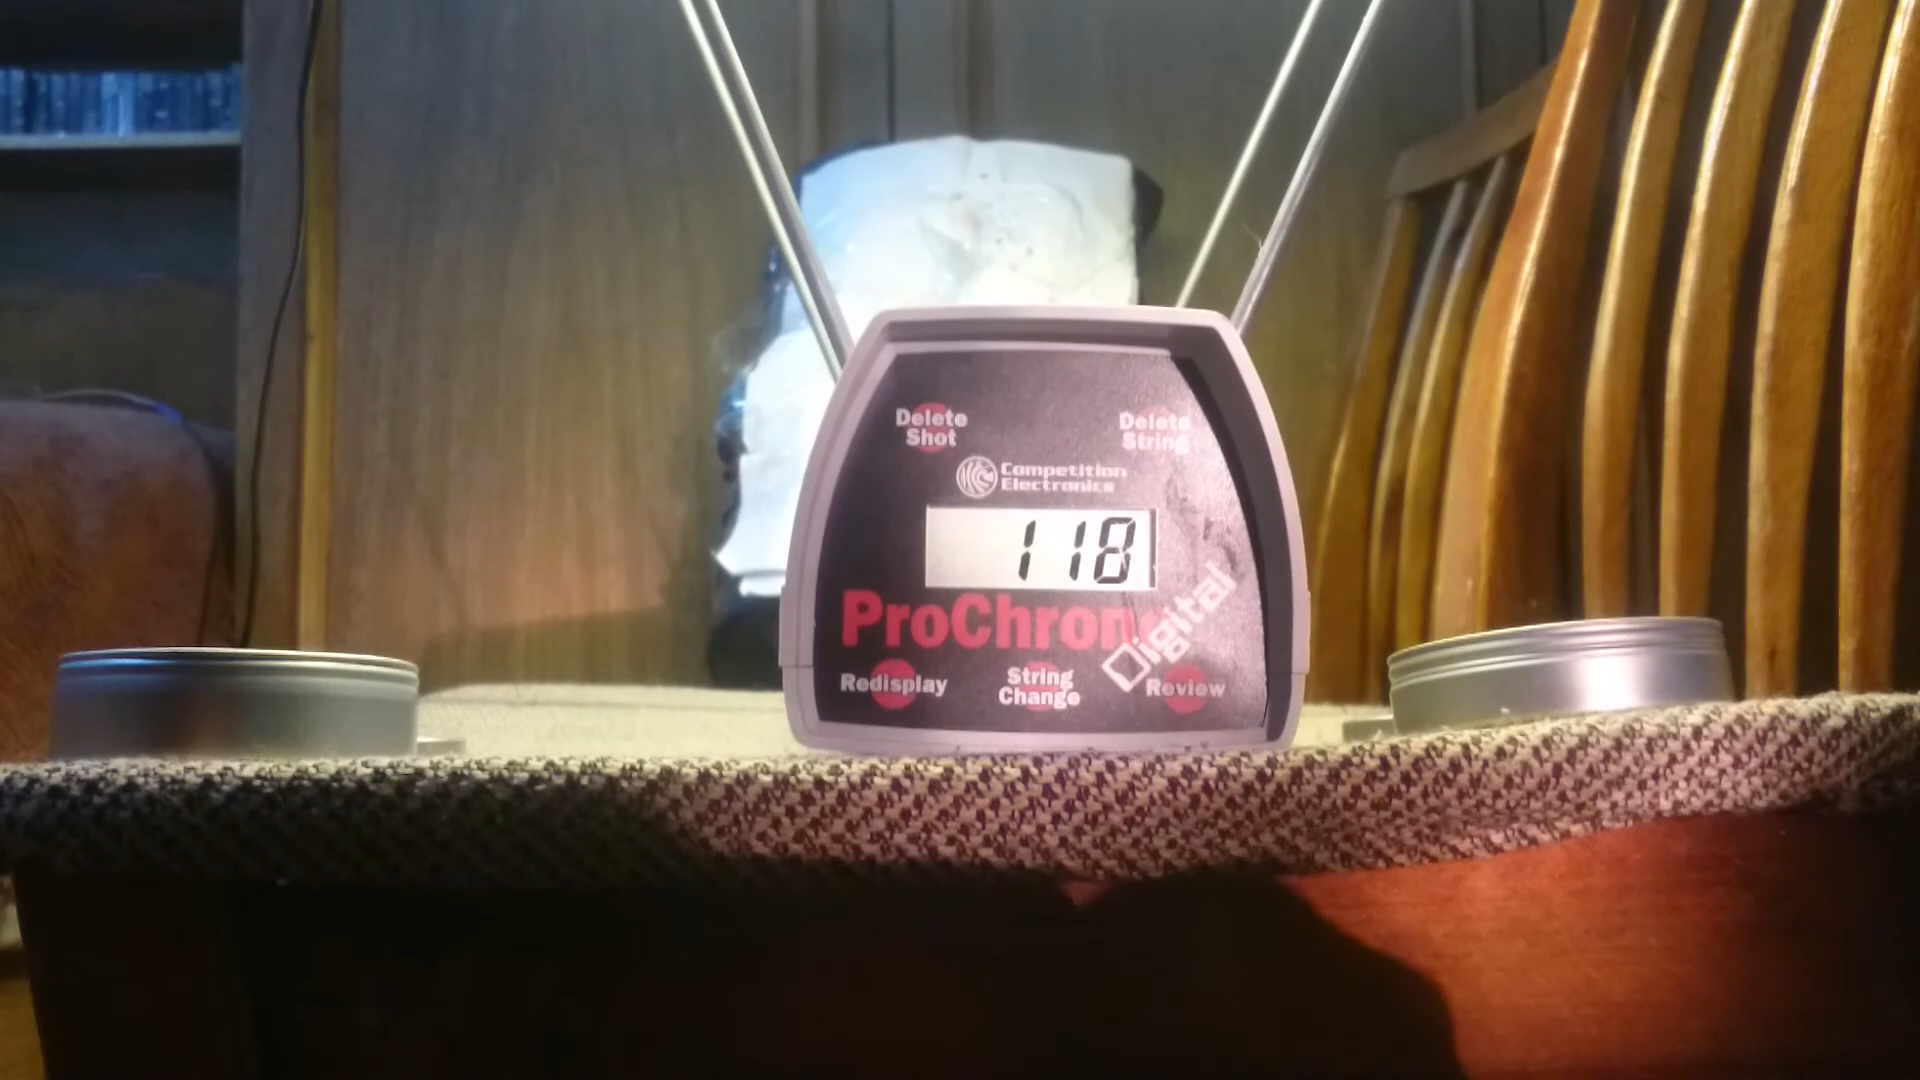 Delete
Shot
Delete
String
Competition
Electronics
118
ProChrono
Digital
Redisplay
String
Change
Review